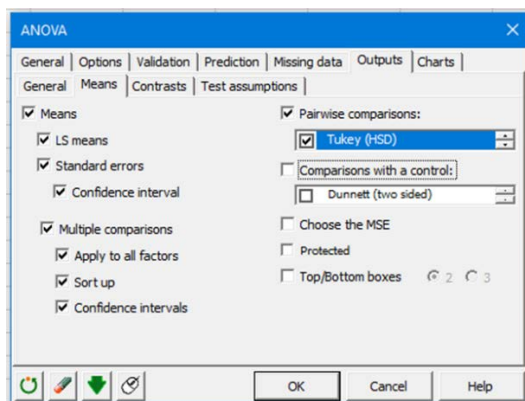 ANOVA
General Options Validation Prediction Missing data Outputs Charts
General Means Contrasts Test assumptions
Means
LS means
Standard errors
Confidence interval
Multiple comparisons
Apply to all factors
Sort up
Confidence intervals
Pairwise comparisons:
Tukey (HSD)
Comparisons with a control:
Dunnett (two sided)
Choose the MSE
Protected
Top/Bottom boxes 2 3
OK Cancel Help